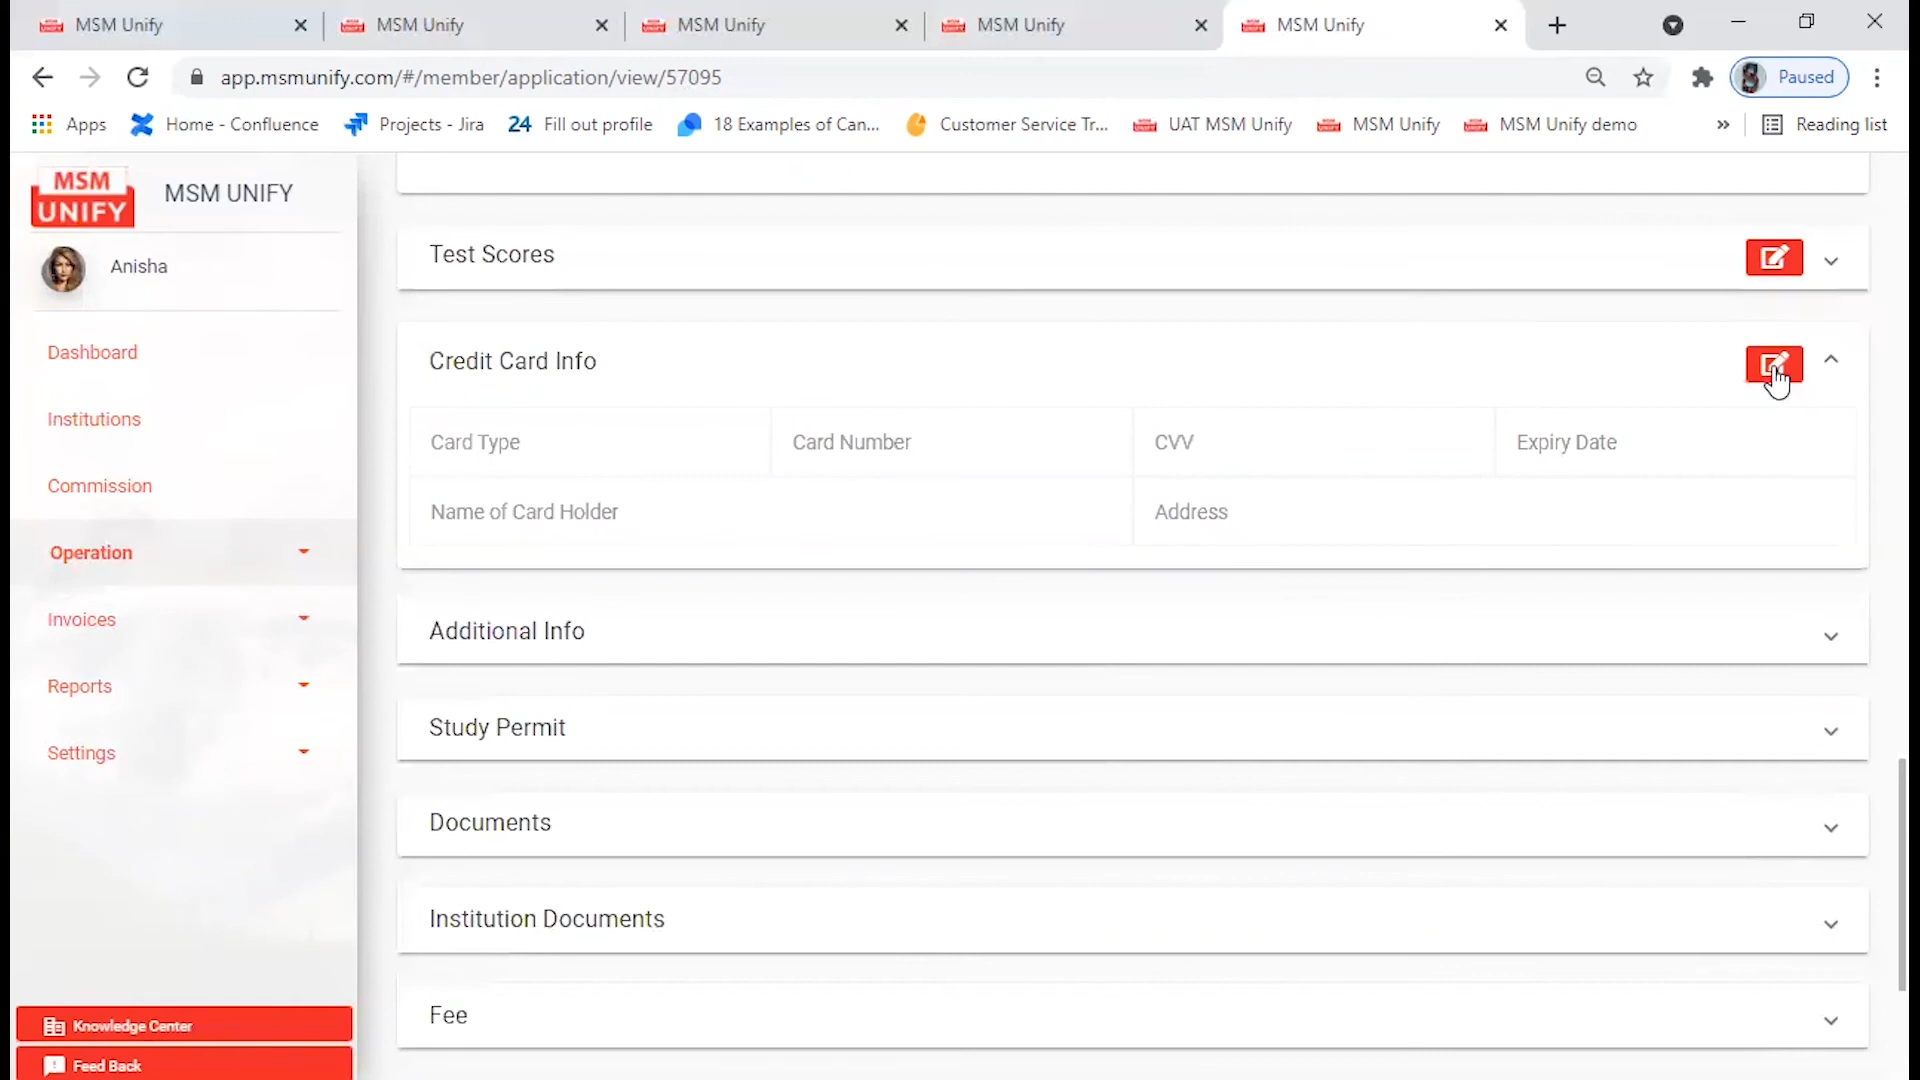 MSM Unify
MSM Unify
MSM Unify
MSM Unify
MSM Unify
app.msmunify.com/#/member/application/view/57095
Paused
Apps
Home - Confluence
Projects - Jira
24 Fill out profile
18 Examples of Can...
Customer Service Tr...
UAT MSM Unify
MSM Unify
MSM Unify demo
»
Reading list
MSM
UNIFY
MSM UNIFY
Anisha
Dashboard
Institutions
Commission
Operation
Invoices
Reports
Settings
Knowledge Center
Feed Back
Test Scores
Credit Card Info
Card Type
Card Number
CVV
Expiry Date
Name of Card Holder
Address
Additional Info
Study Permit
Documents
Institution Documents
Fee